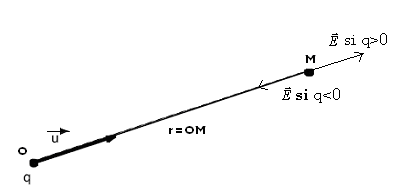 E⃗ si q>0
M
E⃗ si q<0
u
r=OM
O
q